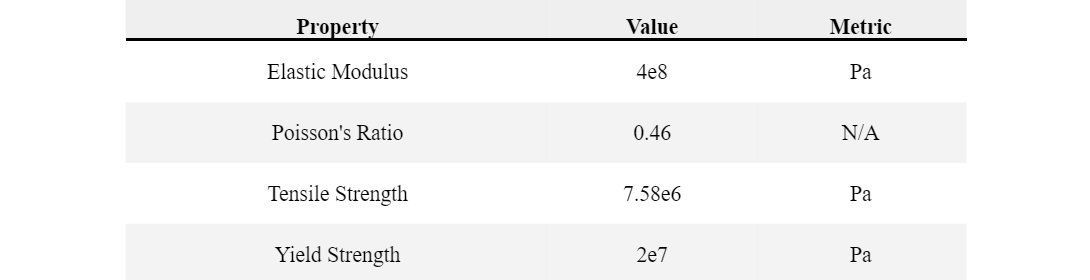 Property Value Metric
Elastic Modulus 4e8 Pa
Poisson's Ratio 0.46 N/A
Tensile Strength 7.58e6 Pa
Yield Strength 2e7 Pa